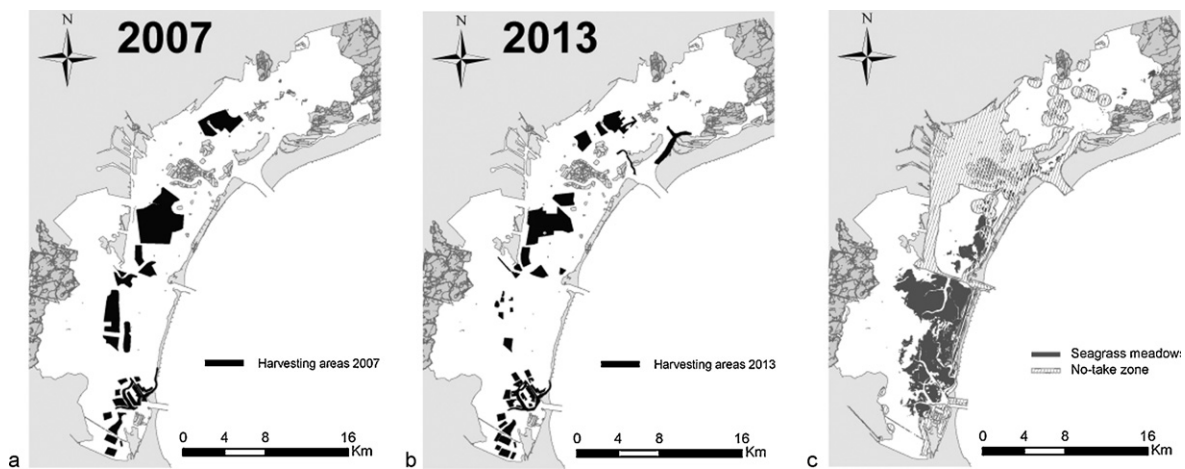 N
2007
Harvesting areas 2007
0 4 8 16
Km
a
N
2013
Harvesting areas 2013
0 4 8 16
Km
b
N
Seagrass meadows
No-take zone
0 4 8 16
Km
c